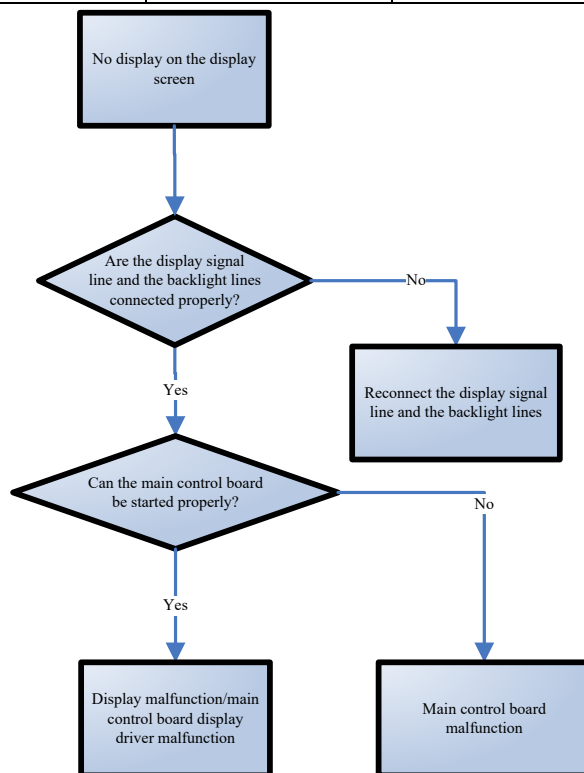 No display on the display
screen
Are the display signal
line and the backlight lines
connected properly?
No
Reconnect the display signal
line and the backlight lines
Yes
Can the main control board
be started properly?
No
Yes
Display malfunction/main
control board display
driver malfunction
Main control board
malfunction